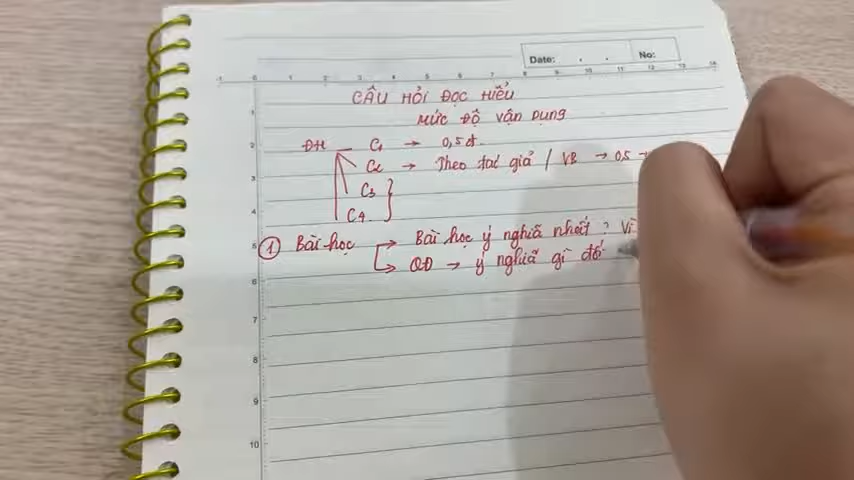 Date: . . No:
CÂU HỎI ĐỌC HIỂU
MỨC ĐỘ VẬN DỤNG
ĐH — C1 → 0,5đ
C2 → Theo tác giả / VB → 0,5 →
C3
C4
① Bài học → Bài học ý nghĩa nhất? Vì
→ QĐ → ý nghĩa gì đối